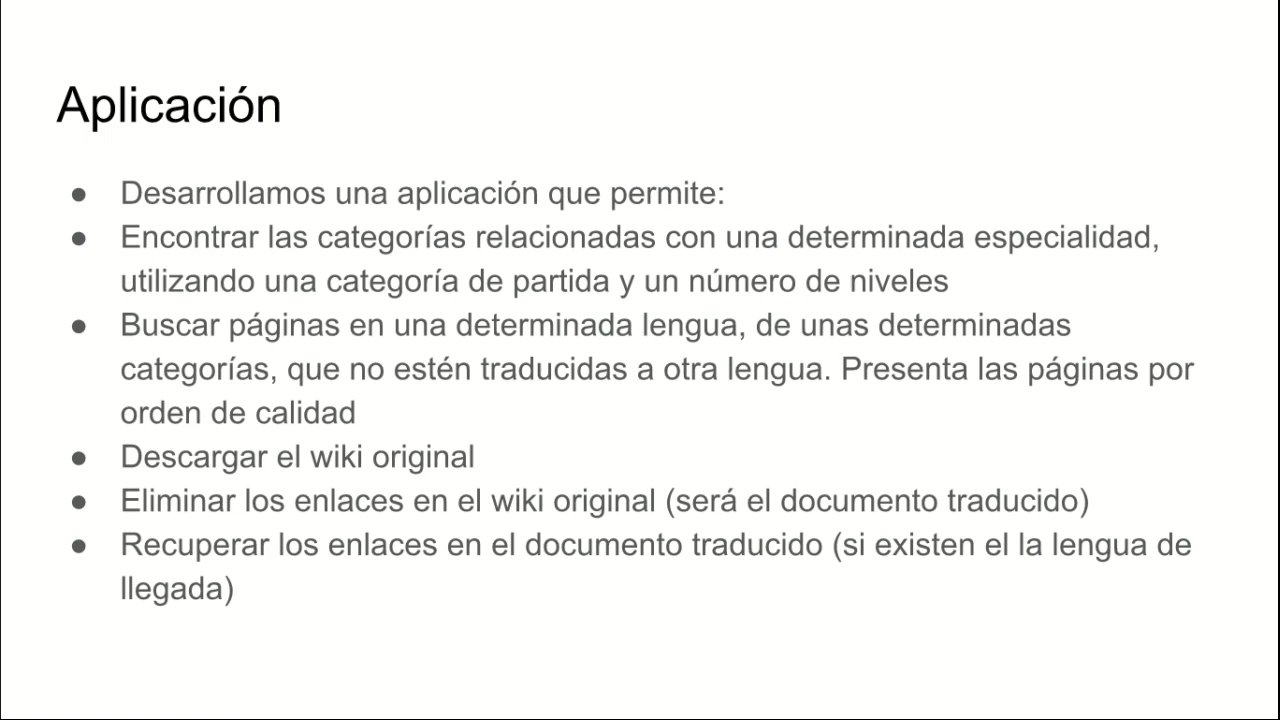 Aplicación
● Desarrollamos una aplicación que permite:
● Encontrar las categorías relacionadas con una determinada especialidad,
utilizando una categoría de partida y un número de niveles
● Buscar páginas en una determinada lengua, de unas determinadas
categorías, que no estén traducidas a otra lengua. Presenta las páginas por
orden de calidad
● Descargar el wiki original
● Eliminar los enlaces en el wiki original (será el documento traducido)
● Recuperar los enlaces en el documento traducido (si existen el la lengua de
llegada)